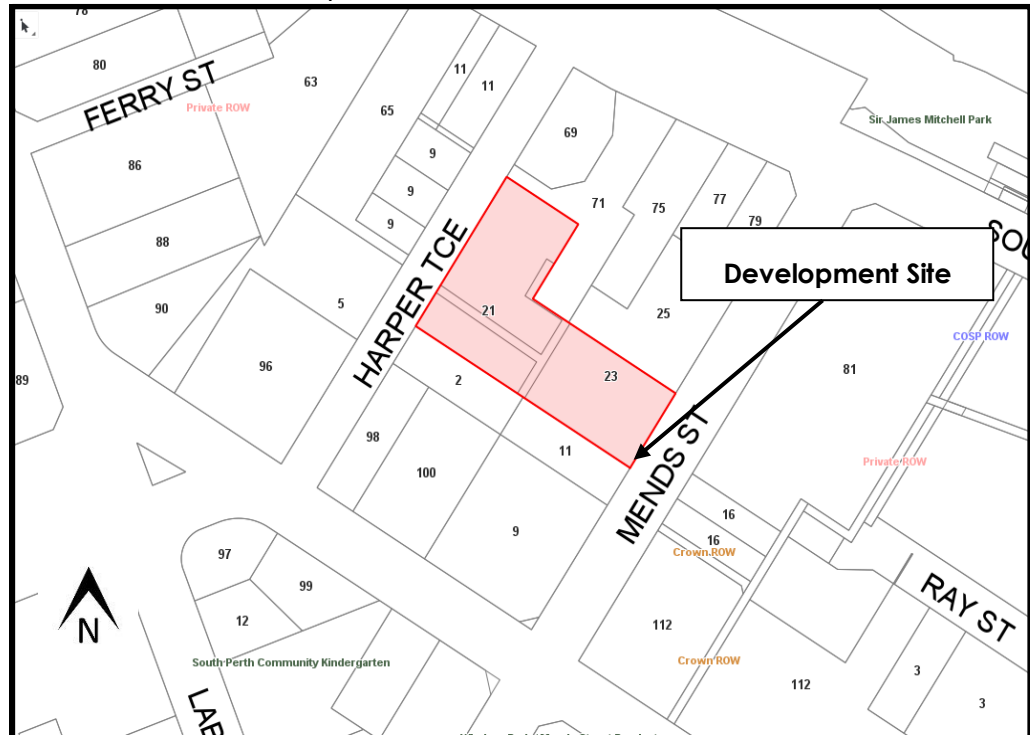 80
FERRY ST
Private ROW
63
11
11
65
69
Sir James Mitchell Park
86
9
9
9
71
75
77
79
88
HARPER TCE
Development Site
90
5
21
25
COSP ROW
89
96
2
23
81
98
100
11
MENDS ST
Private ROW
9
16
16
Crown ROW
97
99
12
RAY ST
N
112
South Perth Community Kindergarten
Crown ROW
112
3
3